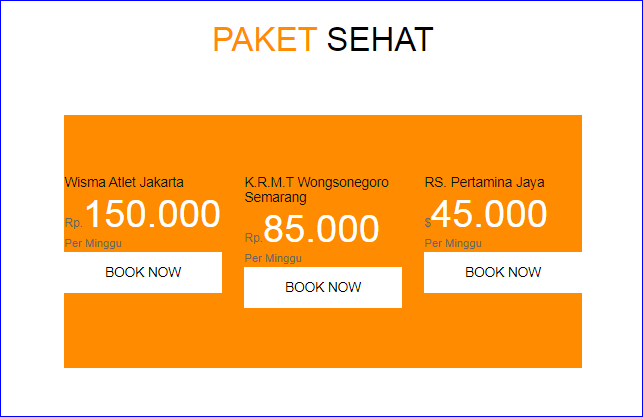 PAKET SEHAT
Wisma Atlet Jakarta
Rp.150.000
Per Minggu
BOOK NOW
K.R.M.T Wongsonegoro
Semarang
Rp.85.000
Per Minggu
BOOK NOW
RS. Pertamina Jaya
$45.000
Per Minggu
BOOK NOW